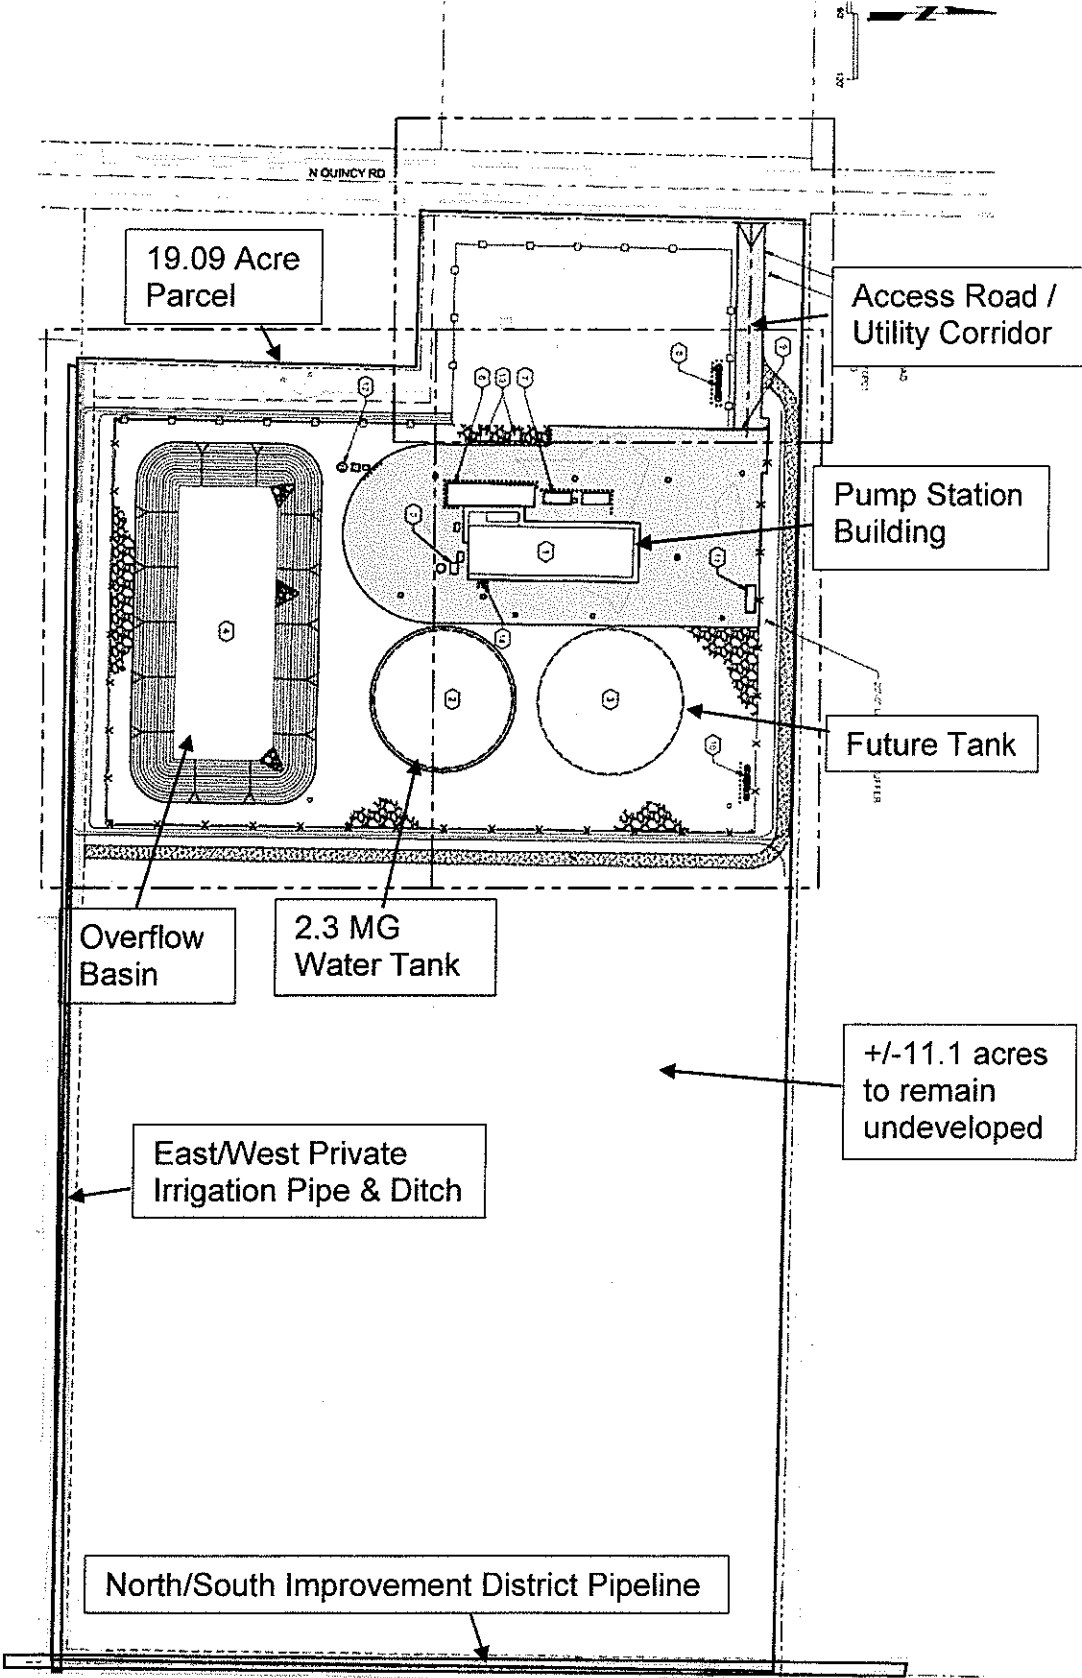 N
N QUINCY RD
19.09 Acre
Parcel
Access Road /
Utility Corridor
Pump Station
Building
Future Tank
Overflow
Basin
2.3 MG
Water Tank
+/-11.1 acres
to remain
undeveloped
East/West Private
Irrigation Pipe & Ditch
North/South Improvement District Pipeline